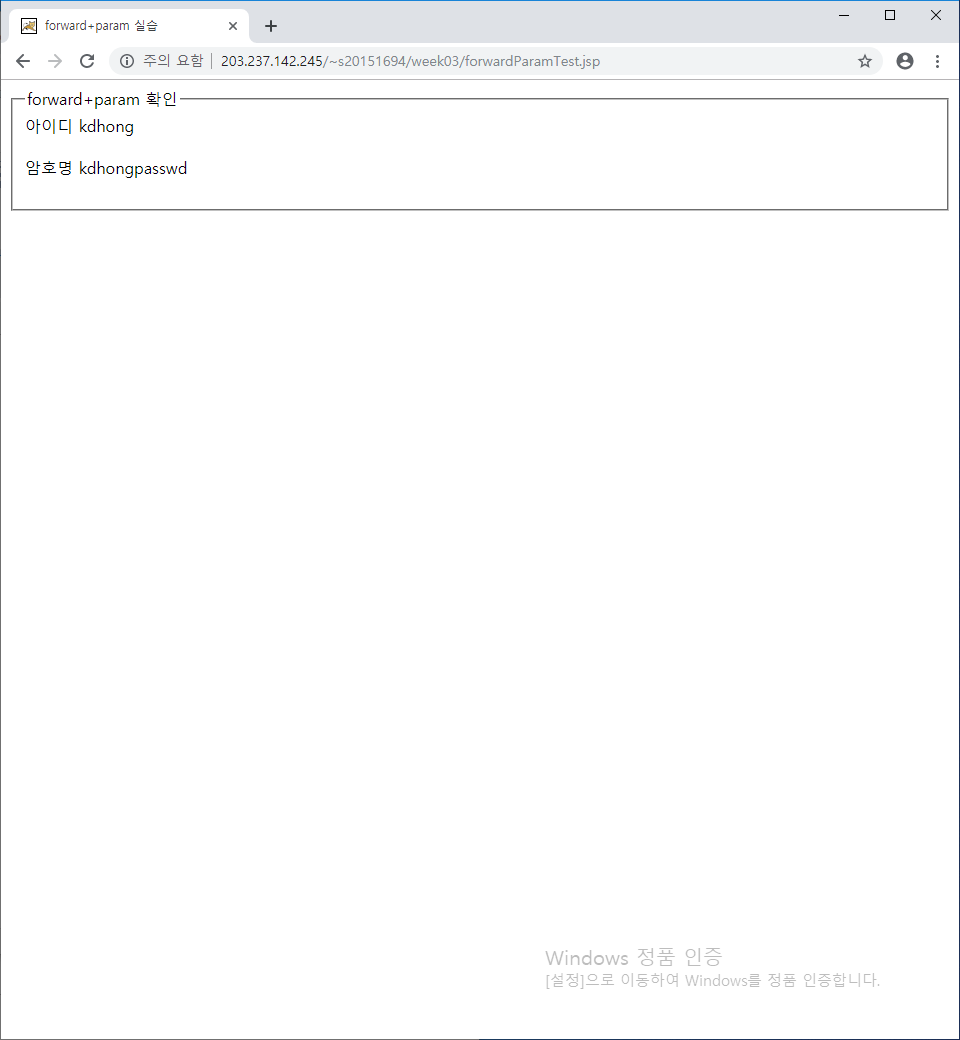 forward+param 실습
주의 요함 203.237.142.245/~s20151694/week03/forwardParamTest.jsp
forward+param 확인
아이디 kdhong
암호명 kdhongpasswd
Windows 정품 인증
[설정]으로 이동하여 Windows를 정품 인증합니다.